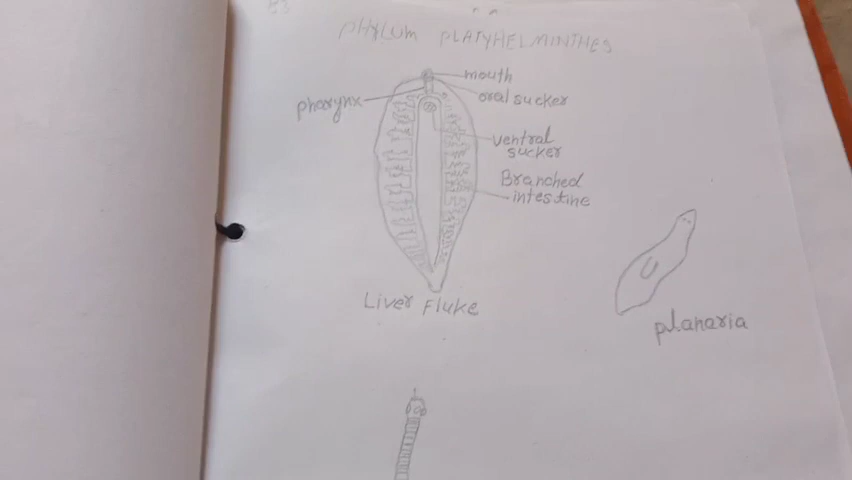 PHYLUM PLATYHELMINTHES
mouth
oral sucker
pharynx
ventral
sucker
Branched
intestine
Liver Fluke
planaria